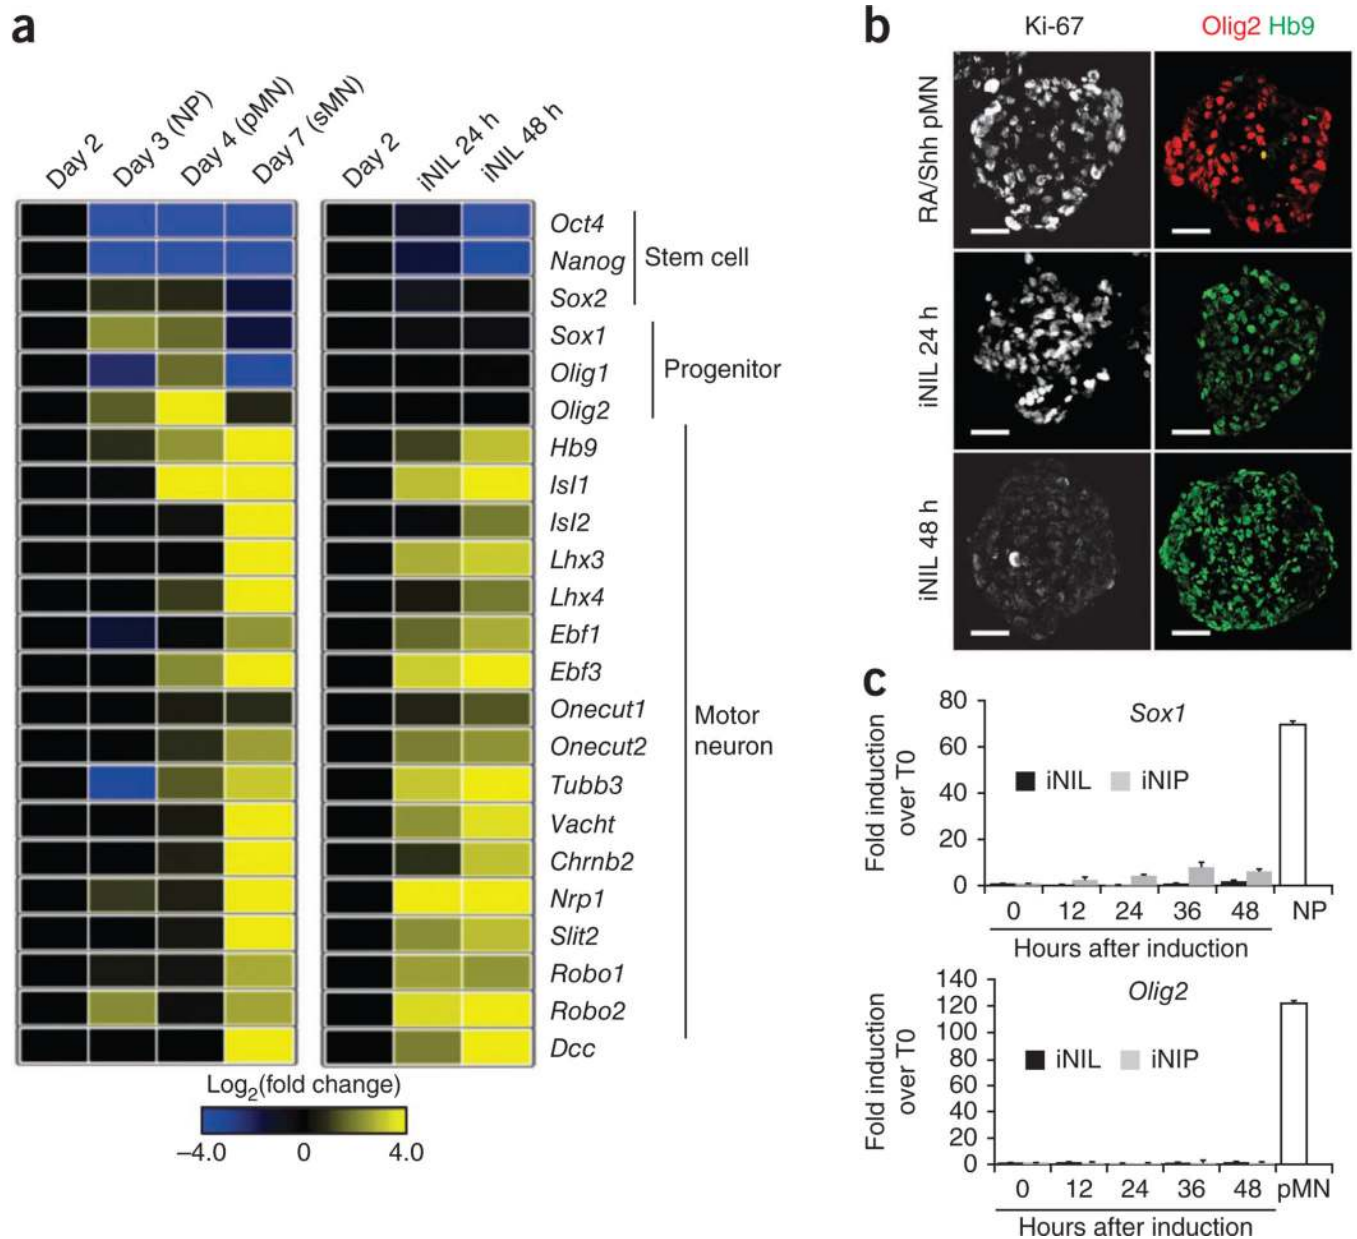 a
Day 2
Day 3 (NP)
Day 4 (pMN)
Day 7 (sMN)
Day 2
iNIL 24 h
iNIL 48 h
Oct4
Nanog
Sox2
Stem cell
Sox1
Olig1
Olig2
Progenitor
Hb9
Isl1
Isl2
Lhx3
Lhx4
Ebf1
Ebf3
Onecut1
Onecut2
Tubb3
Vacht
Chrnb2
Nrp1
Slit2
Robo1
Robo2
Dcc
Motor
neuron
Log2(fold change)
–4.0 0 4.0
b
Ki-67
Olig2 Hb9
RA/Shh pMN
iNIL 24 h
iNIL 48 h
c
Sox1
Fold induction
over T0
80
60
40
20
0
iNIL iNIP
0 12 24 36 48 NP
Hours after induction
Olig2
Fold induction
over T0
140
120
100
80
60
40
20
0
iNIL iNIP
0 12 24 36 48 pMN
Hours after induction